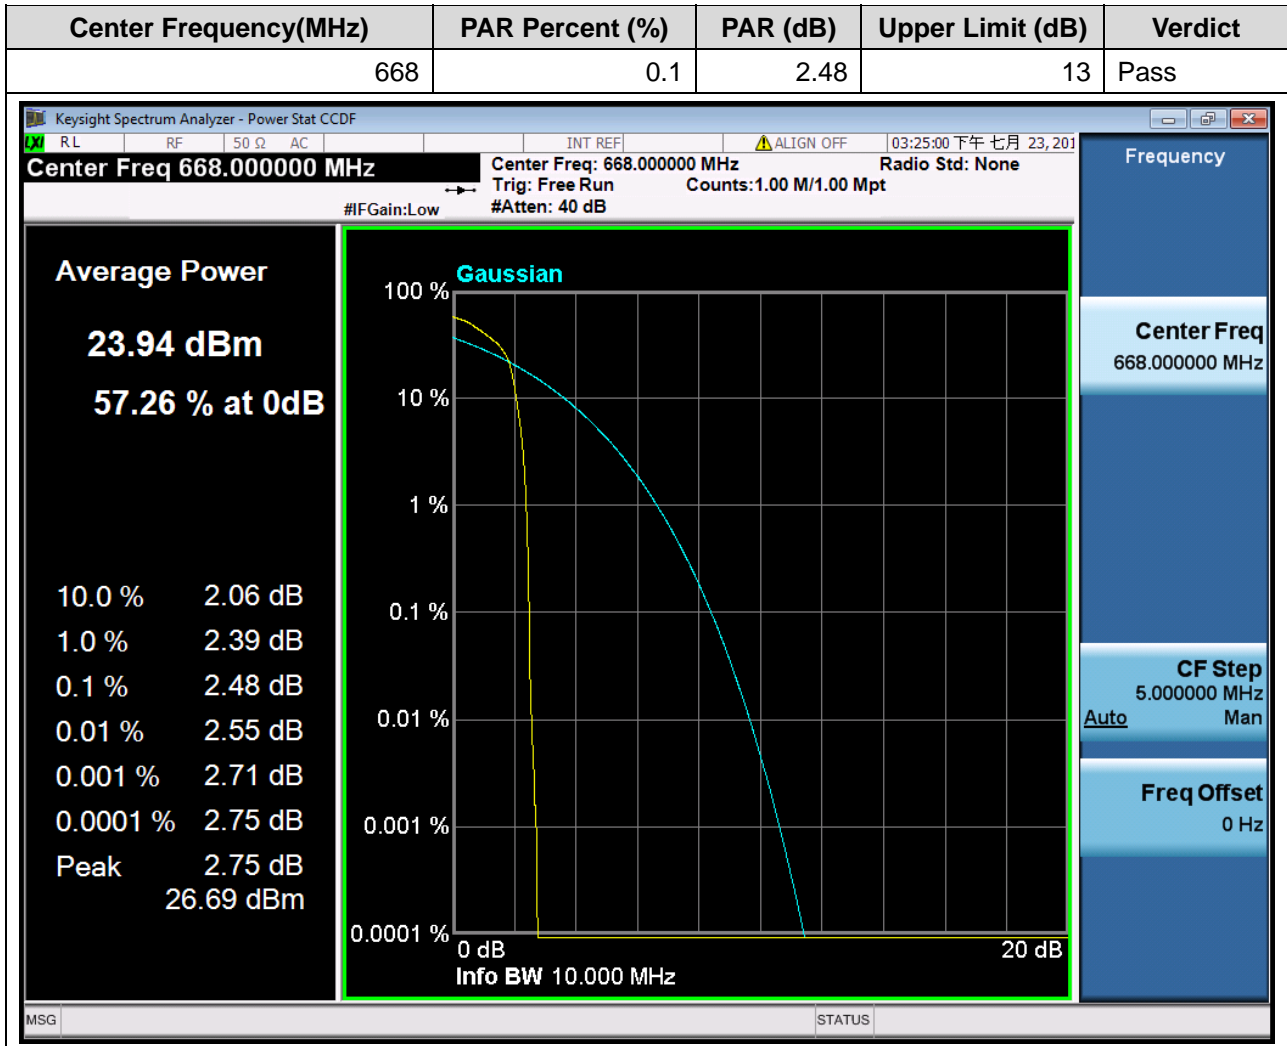 Center Frequency(MHz) PAR Percent (%) PAR (dB) Upper Limit (dB) Verdict
668 0.1 2.48 13 Pass
Keysight Spectrum Analyzer - Power Stat CCDF
LXI RL RF 50 Ω AC INT REF ALIGN OFF 03:25:00 下午 七月 23, 201
Center Freq 668.000000 MHz
Center Freq: 668.000000 MHz Radio Std: None
Trig: Free Run Counts:1.00 M/1.00 Mpt
#IFGain:Low #Atten: 40 dB
Average Power
23.94 dBm
57.26 % at 0dB
10.0 % 2.06 dB
1.0 % 2.39 dB
0.1 % 2.48 dB
0.01 % 2.55 dB
0.001 % 2.71 dB
0.0001 % 2.75 dB
Peak 2.75 dB
26.69 dBm
Gaussian
100 %
10 %
1 %
0.1 %
0.01 %
0.001 %
0.0001 %
0 dB 20 dB
Info BW 10.000 MHz
Frequency
Center Freq
668.000000 MHz
CF Step
5.000000 MHz
Auto Man
Freq Offset
0 Hz
MSG STATUS